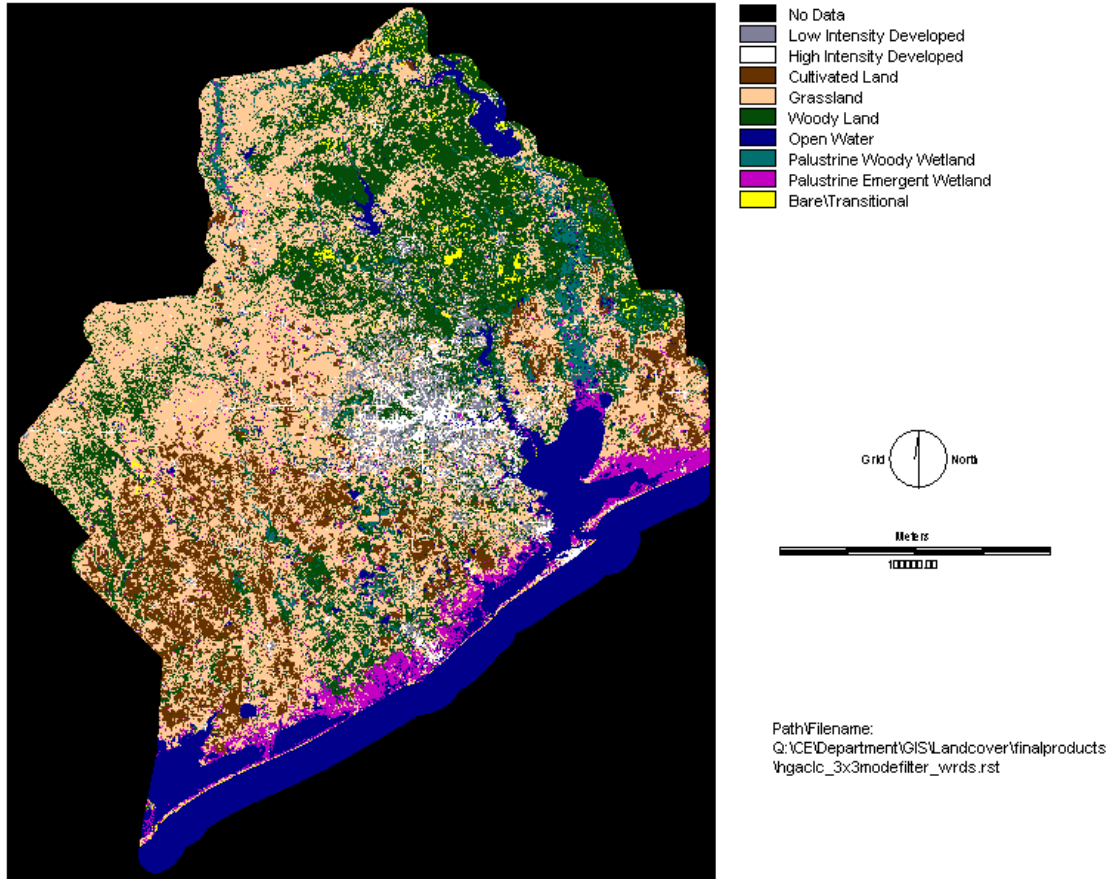 No Data
Low Intensity Developed
High Intensity Developed
Cultivated Land
Grassland
Woody Land
Open Water
Palustrine Woody Wetland
Palustrine Emergent Wetland
Bare\Transitional
Grid North
Meters
100000.00
Path\Filename:
Q:\CE\Department\GIS\Landcover\finalproducts
\hgaclc_3x3modefilter_wrds.rst